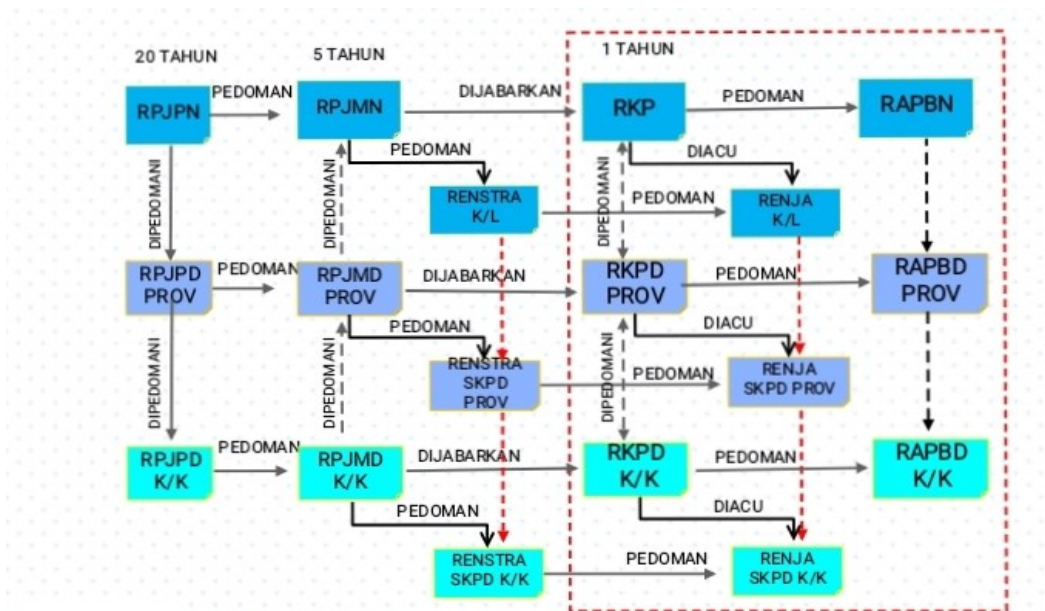 20 TAHUN
5 TAHUN
1 TAHUN
RPJPN
PEDOMAN
RPJMN
DIJABARKAN
RKP
PEDOMAN
RAPBN
PEDOMAN
DIACU
DIPEDOMANI
DIPEDOMANI
DIPEDOMANI
RENSTRA
K/L
PEDOMAN
RENJA
K/L
RPJPD
PROV
PEDOMAN
RPJMD
PROV
DIJABARKAN
RKPD
PROV
PEDOMAN
RAPBD
PROV
PEDOMAN
DIACU
DIPEDOMANI
DIPEDOMANI
DIPEDOMANI
RENSTRA
SKPD
PROV
PEDOMAN
RENJA
SKPD PROV
RPJPD
K/K
PEDOMAN
RPJMD
K/K
DIJABARKAN
RKPD
K/K
PEDOMAN
RAPBD
K/K
PEDOMAN
DIACU
RENSTRA
SKPD K/K
PEDOMAN
RENJA
SKPD K/K